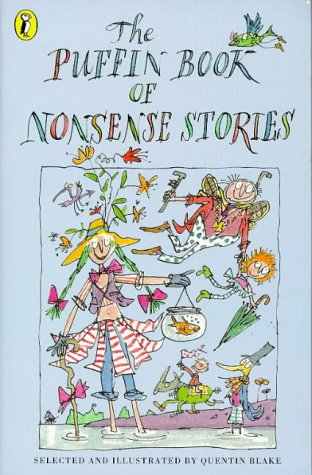 The
PUFFIN BOOK
OF
NONSENSE STORIES
SELECTED AND ILLUSTRATED BY QUENTIN BLAKE